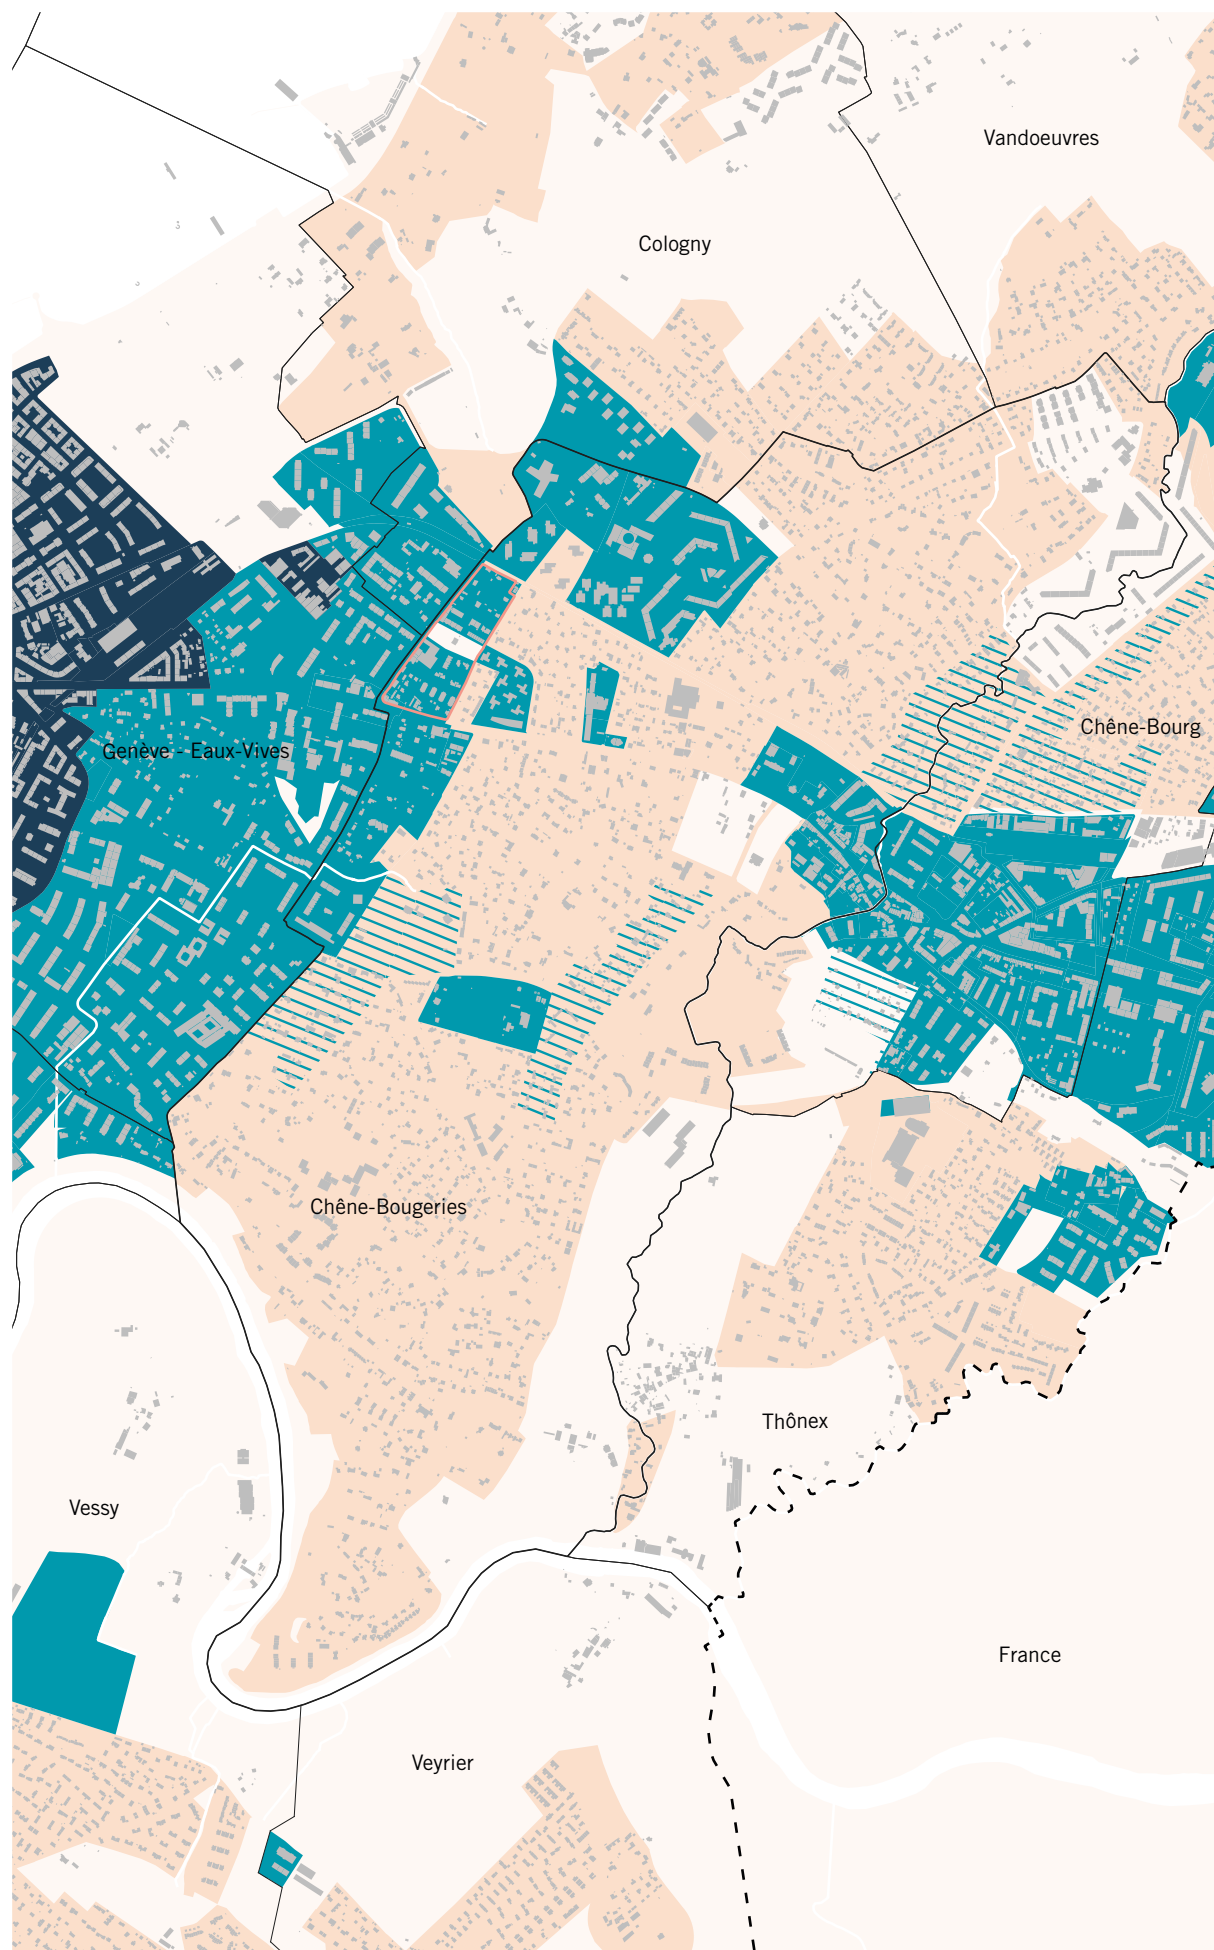 Vandoeuvres
Cologny
Chêne-Bourg
Genève - Eaux-Vives
Chêne-Bougeries
Thônex
Vessy
France
Veyrier